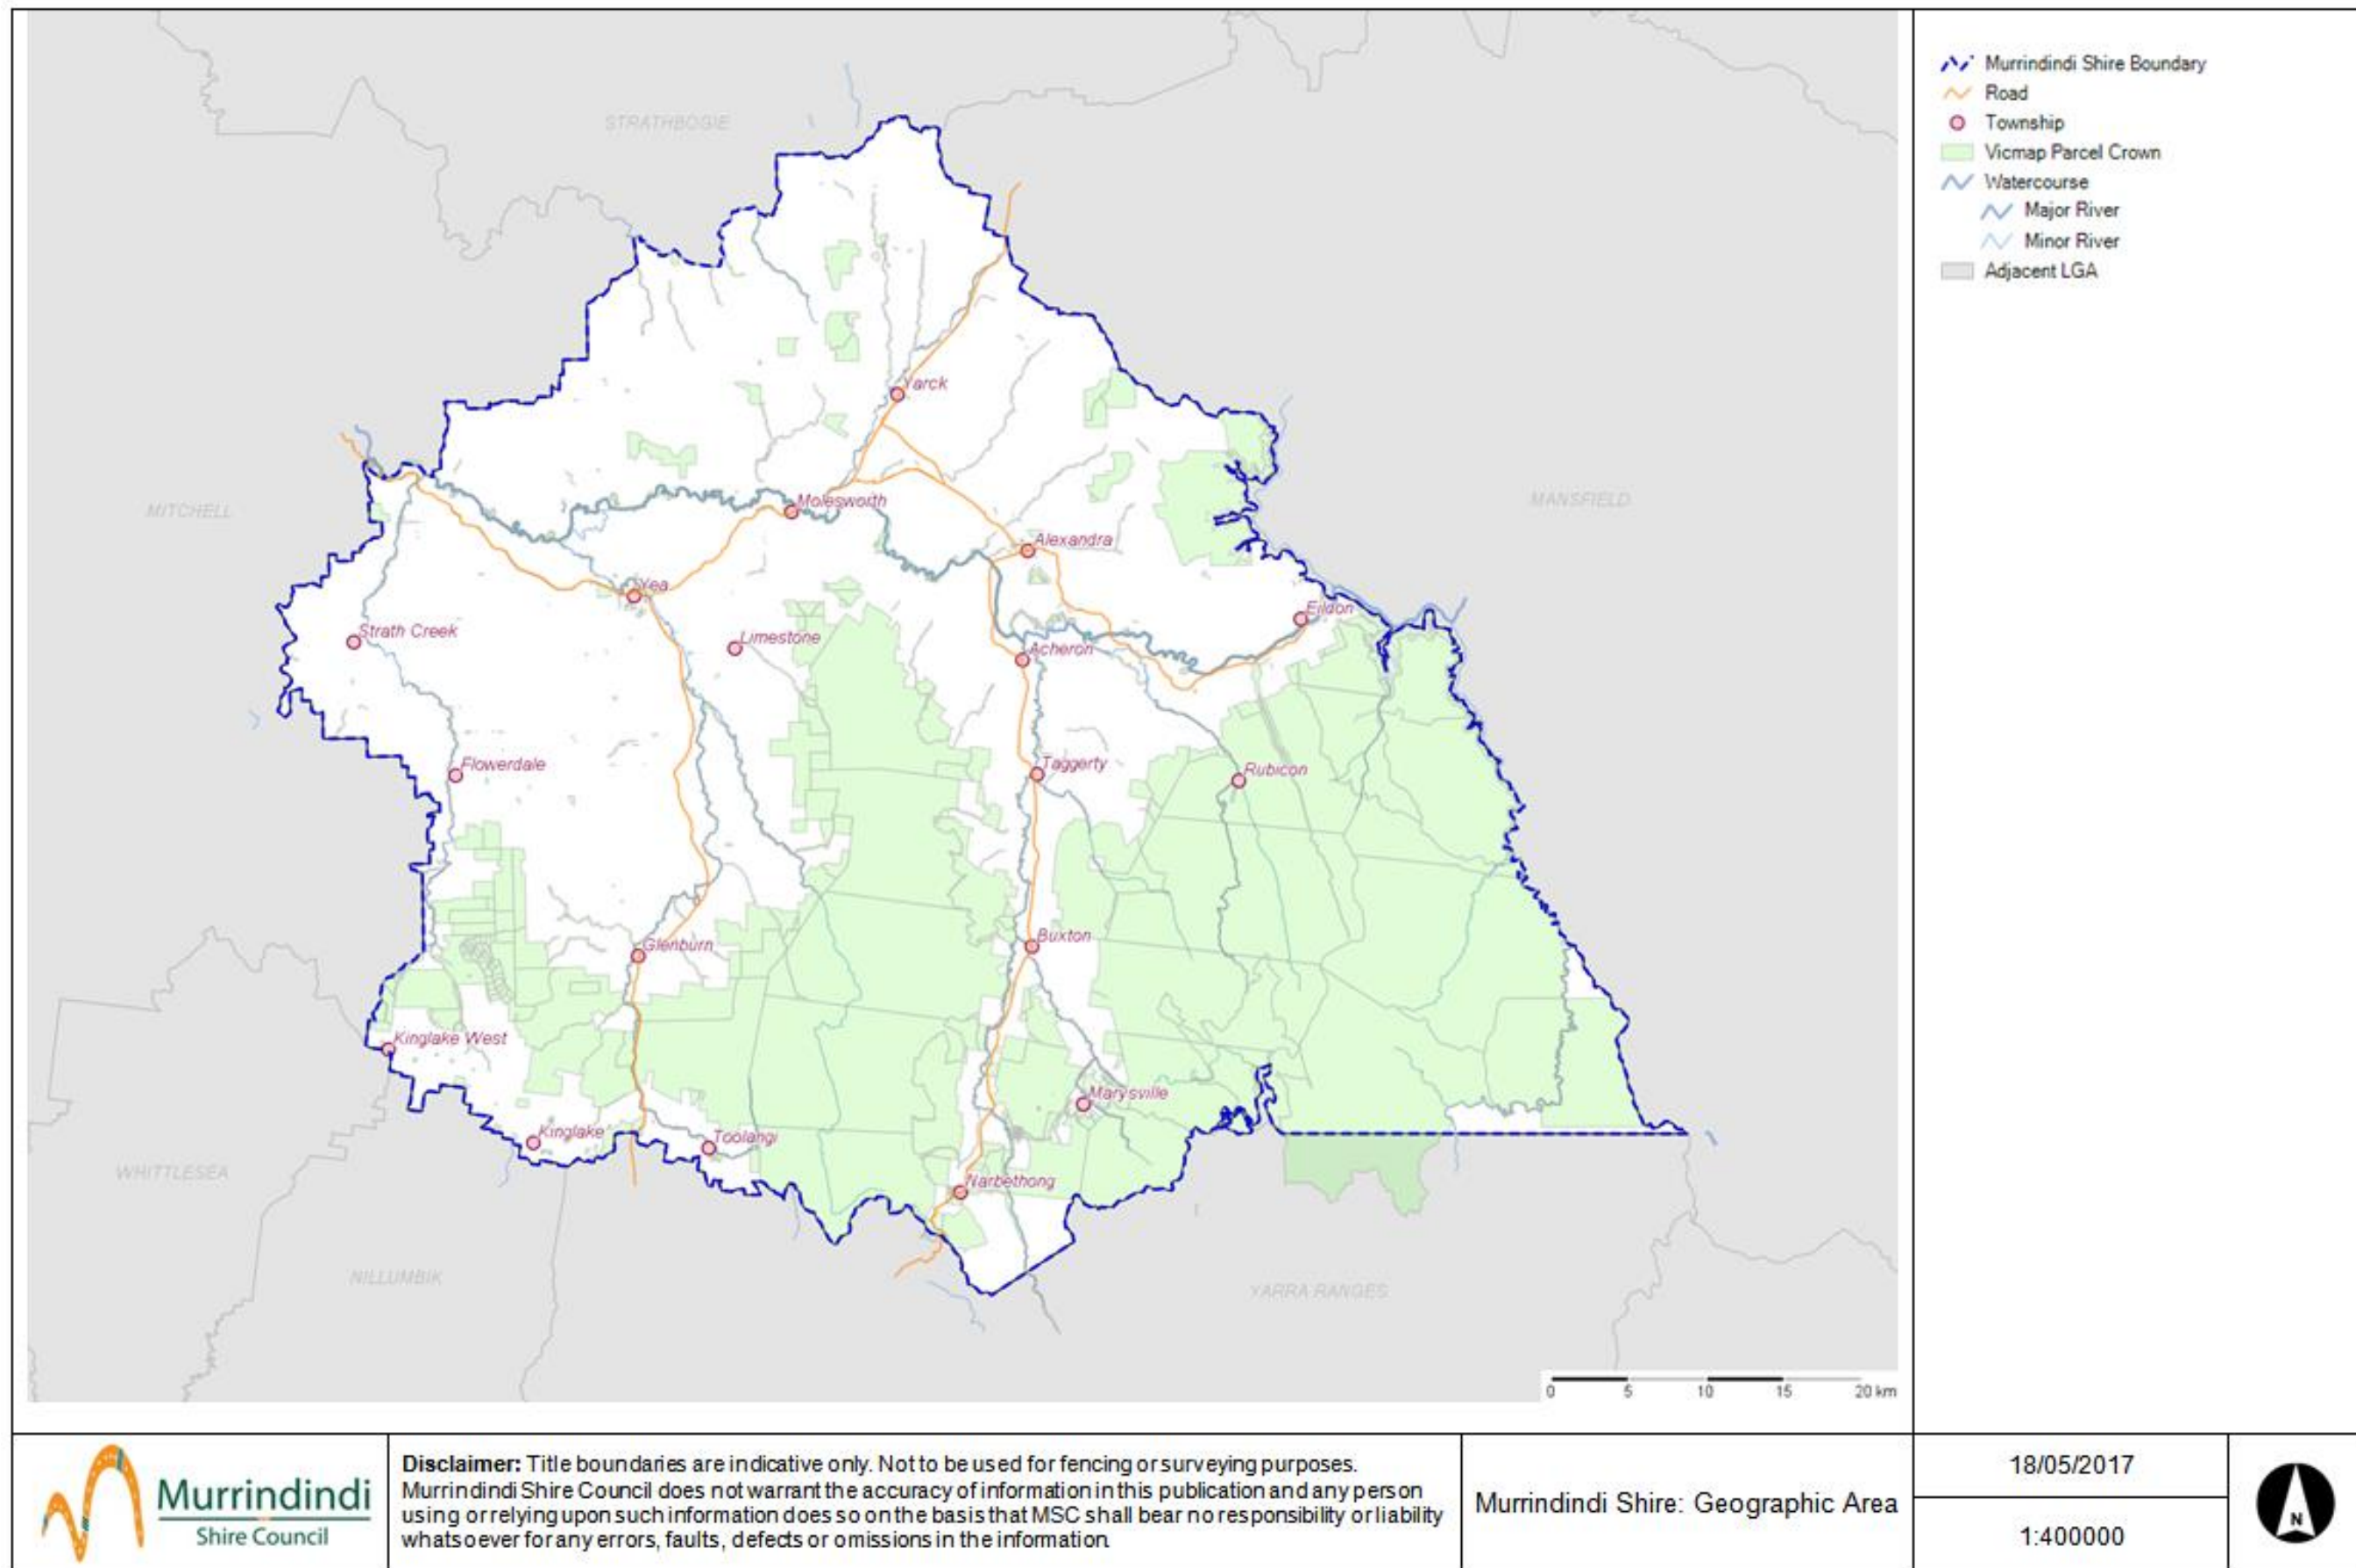 STRATHBOGIE
MITCHELL
MANSFIELD
WHITTLESEA
NILLUMBIK
YARRA RANGES
Yarck
Molesworth
Alexandra
Yea
Eildon
Strath Creek
Limestone
Acheron
Flowerdale
Taggerty
Rubicon
Glenburn
Buxton
Kinglake West
Marysville
Kinglake
Toolangi
Narbethong
0 5 10 15 20 km
Murrindindi Shire Boundary
Road
Township
Vicmap Parcel Crown
Watercourse
Major River
Minor River
Adjacent LGA
Murrindindi
Shire Council
Disclaimer: Title boundaries are indicative only. Not to be used for fencing or surveying purposes.
Murrindindi Shire Council does not warrant the accuracy of information in this publication and any person
using or relying upon such information does so on the basis that MSC shall bear no responsibility or liability
whatsoever for any errors, faults, defects or omissions in the information.
Murrindindi Shire: Geographic Area
18/05/2017
1:400000
N